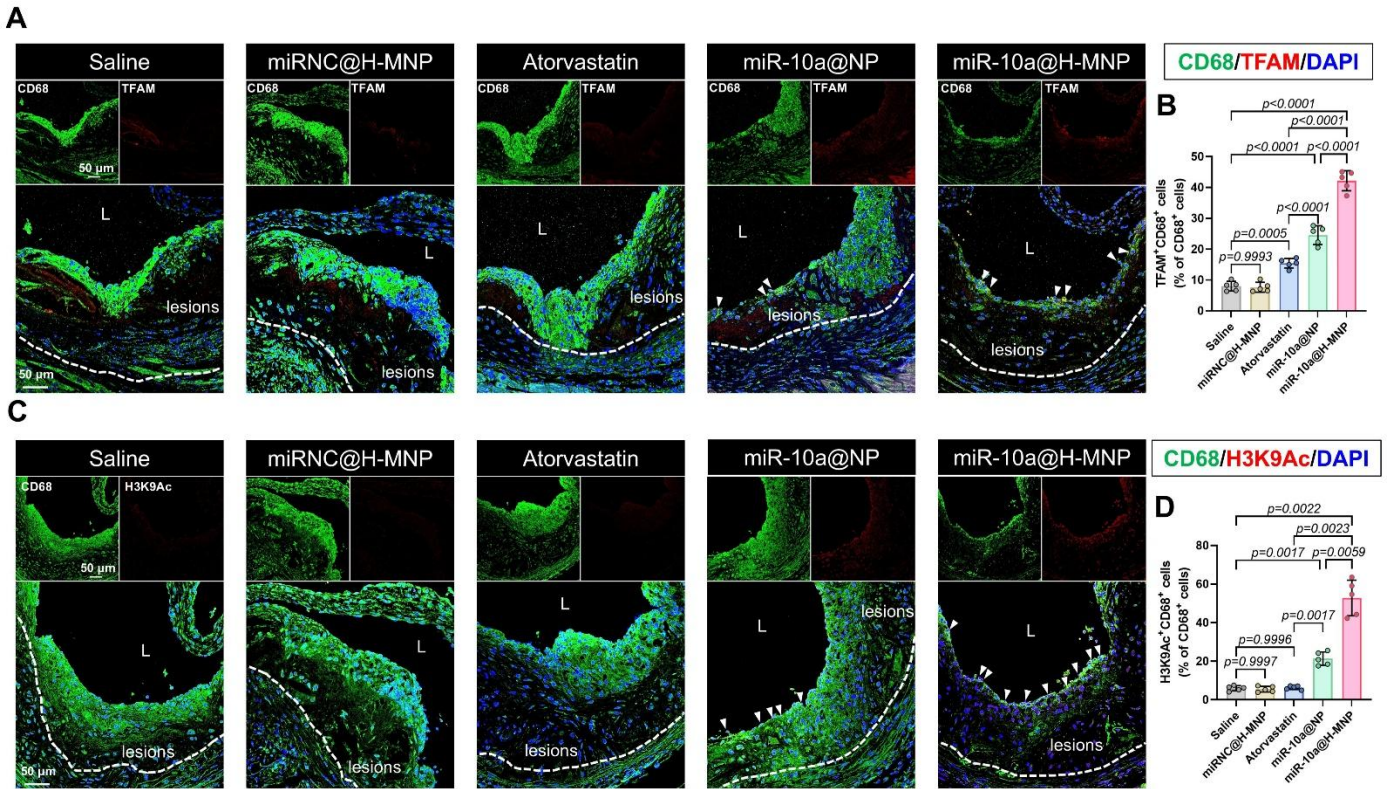 A
Saline
miRNC@H-MNP
Atorvastatin
miR-10a@NP
miR-10a@H-MNP
CD68/TFAM/DAPI
CD68
TFAM
CD68
TFAM
CD68
TFAM
CD68
TFAM
CD68
TFAM
50 µm
L
lesions
50 µm
L
lesions
L
lesions
L
lesions
L
lesions
B
p<0.0001
p<0.0001
p<0.0001
p<0.0001
p<0.0001
p=0.0005
p=0.9993
TFAM⁺CD68⁺ cells
(% of CD68⁺ cells)
50
40
30
20
10
0
Saline
miRNC@H-MNP
Atorvastatin
miR-10a@NP
miR-10a@H-MNP
C
Saline
miRNC@H-MNP
Atorvastatin
miR-10a@NP
miR-10a@H-MNP
CD68/H3K9Ac/DAPI
CD68
H3K9Ac
50 µm
L
lesions
50 µm
L
lesions
L
lesions
L
lesions
L
lesions
D
p=0.0022
p=0.0023
p=0.0017
p=0.0059
p=0.0017
p=0.9996
p=0.9997
H3K9Ac⁺CD68⁺ cells
(% of CD68⁺ cells)
80
60
40
20
0
Saline
miRNC@H-MNP
Atorvastatin
miR-10a@NP
miR-10a@H-MNP